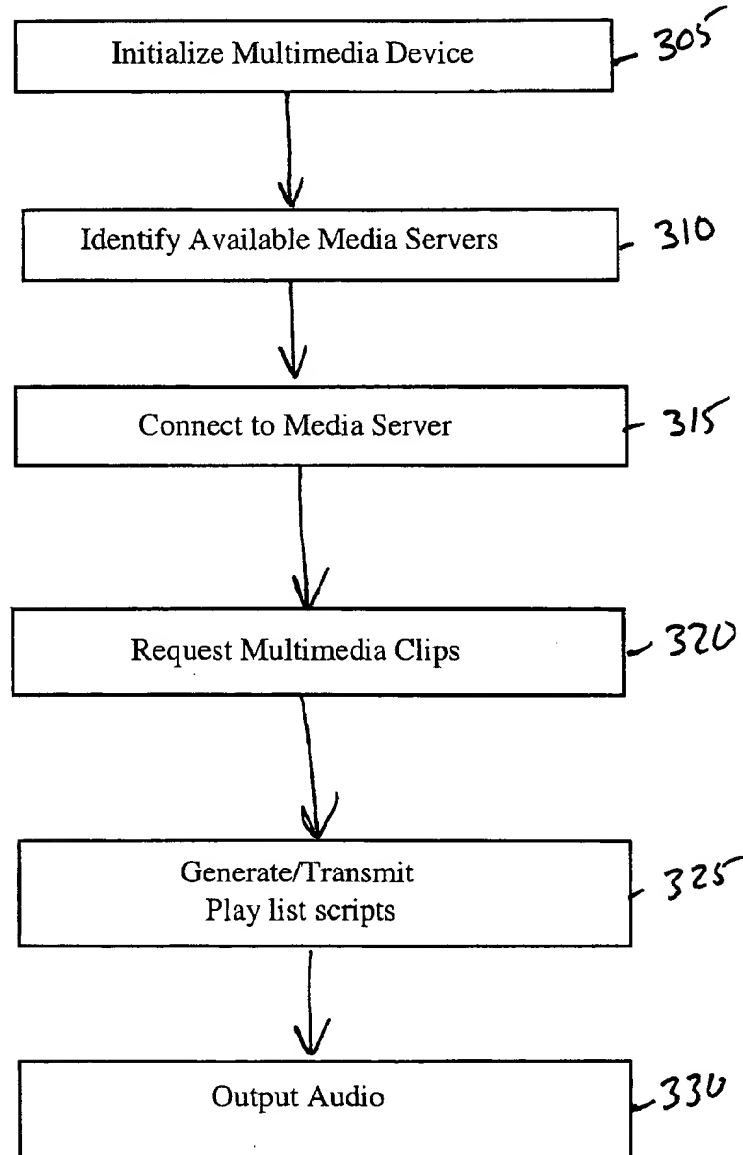 Initialize Multimedia Device 305
Identify Available Media Servers 310
Connect to Media Server 315
Request Multimedia Clips 320
Generate/Transmit
Play list scripts 325
Output Audio 330